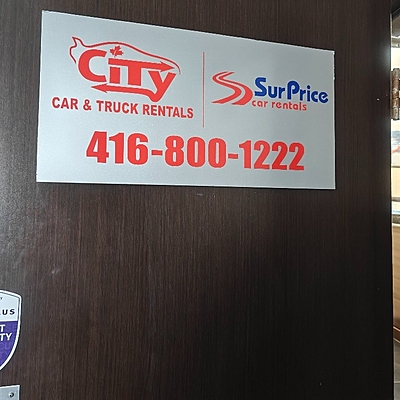 City
CAR & TRUCK RENTALS
SurPrice
car rentals
416-800-1222